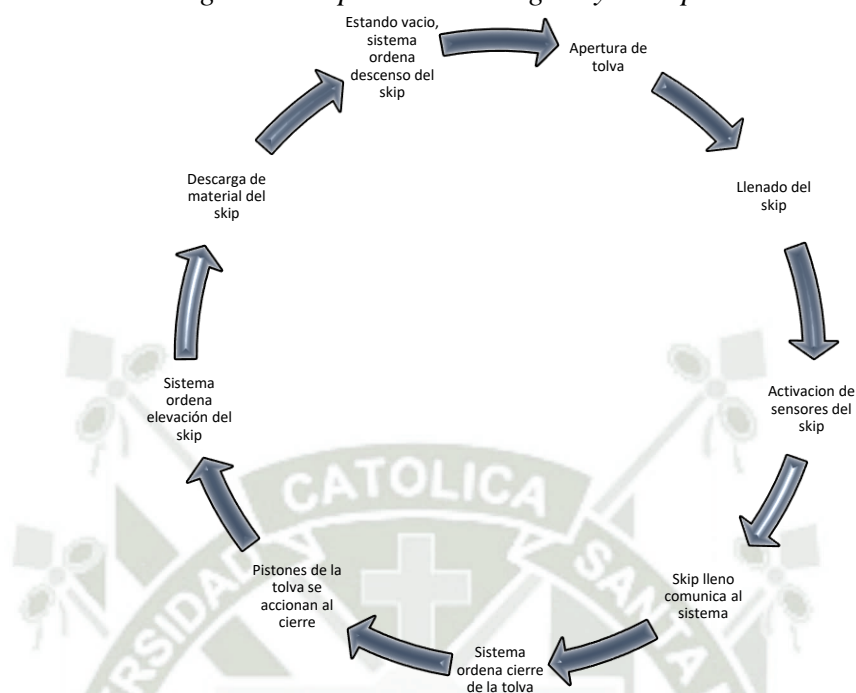 Estando vacio,
sistema
ordena
descenso del
skip
Apertura de
tolva
Llenado del
skip
Activacion de
sensores del
skip
Skip lleno
comunica al
sistema
Sistema
ordena cierre
de la tolva
Pistones de la
tolva se
accionan al
cierre
Sistema
ordena
elevación del
skip
Descarga de
material del
skip
CATOLICA
SANTA